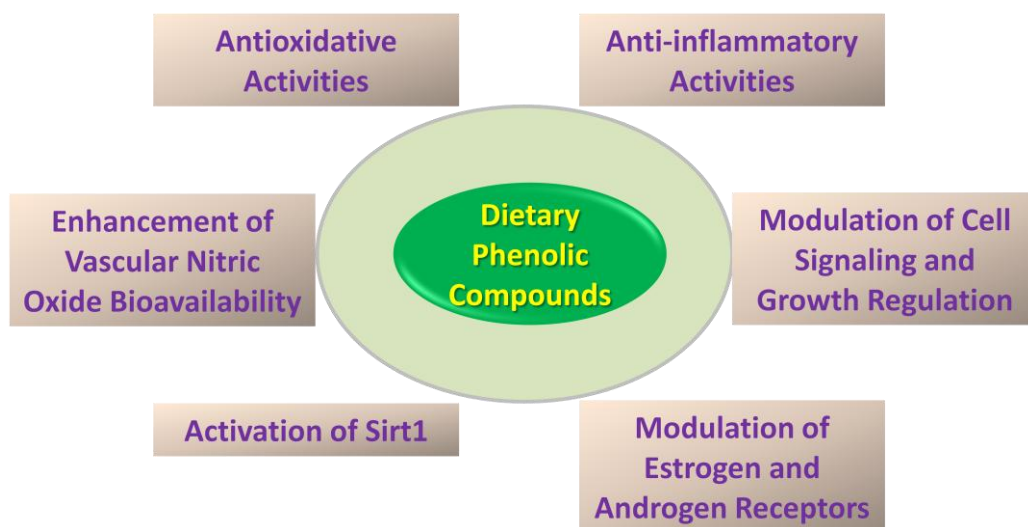 Antioxidative
Activities
Anti-inflammatory
Activities
Enhancement of
Vascular Nitric
Oxide Bioavailability
Dietary
Phenolic
Compounds
Modulation of Cell
Signaling and
Growth Regulation
Activation of Sirt1
Modulation of
Estrogen and
Androgen Receptors